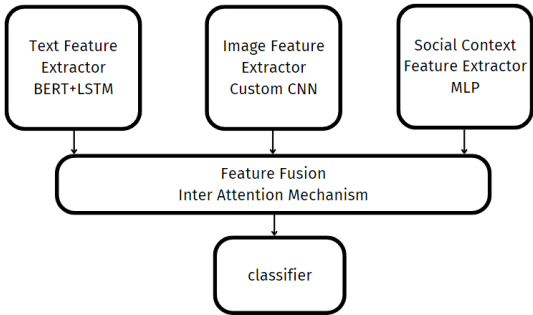 Text Feature
Extractor
BERT+LSTM
Image Feature
Extractor
Custom CNN
Social Context
Feature Extractor
MLP
Feature Fusion
Inter Attention Mechanism
classifier